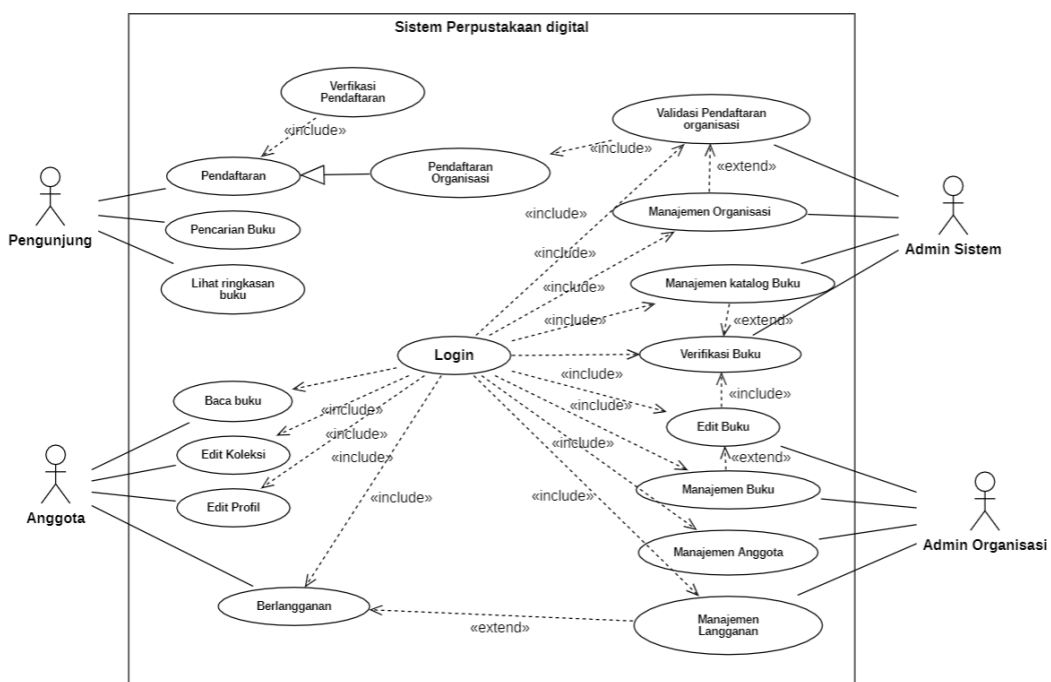 Sistem Perpustakaan digital
Verfikasi
Pendaftaran
«include»
Validasi Pendaftaran
organisasi
«include»
Pendaftaran
Pendaftaran
Organisasi
«extend»
Pengunjung
Pencarian Buku
«include»
Manajemen Organisasi
Admin Sistem
«include»
Lihat ringkasan
buku
«include»
Manajemen katalog Buku
«include»
«extend»
Login
Verifikasi Buku
«include»
«include»
Baca buku
«include»
«include»
Edit Buku
«include»
Edit Koleksi
«include»
«include»
«extend»
Anggota
Edit Profil
«include»
«include»
Manajemen Buku
Admin Organisasi
Manajemen Anggota
Berlangganan
«extend»
Manajemen
Langganan